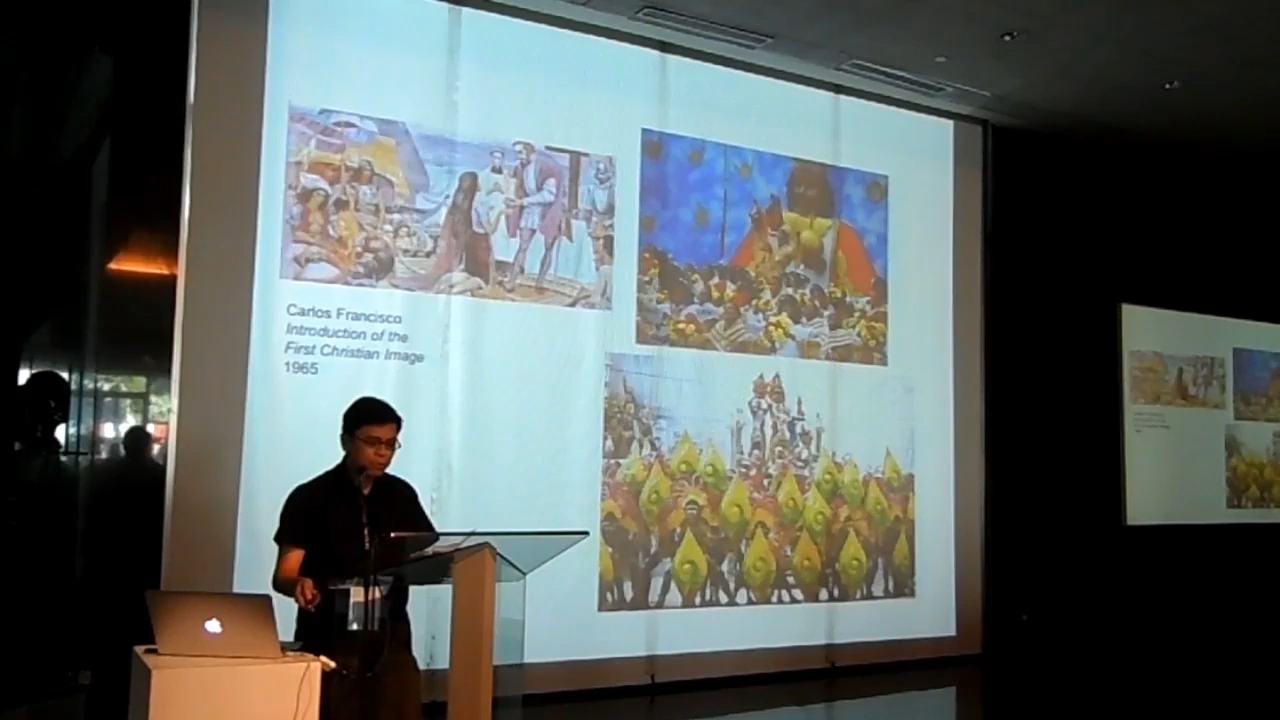 Carlos Francisco
Introduction of the
First Christian Image
1965